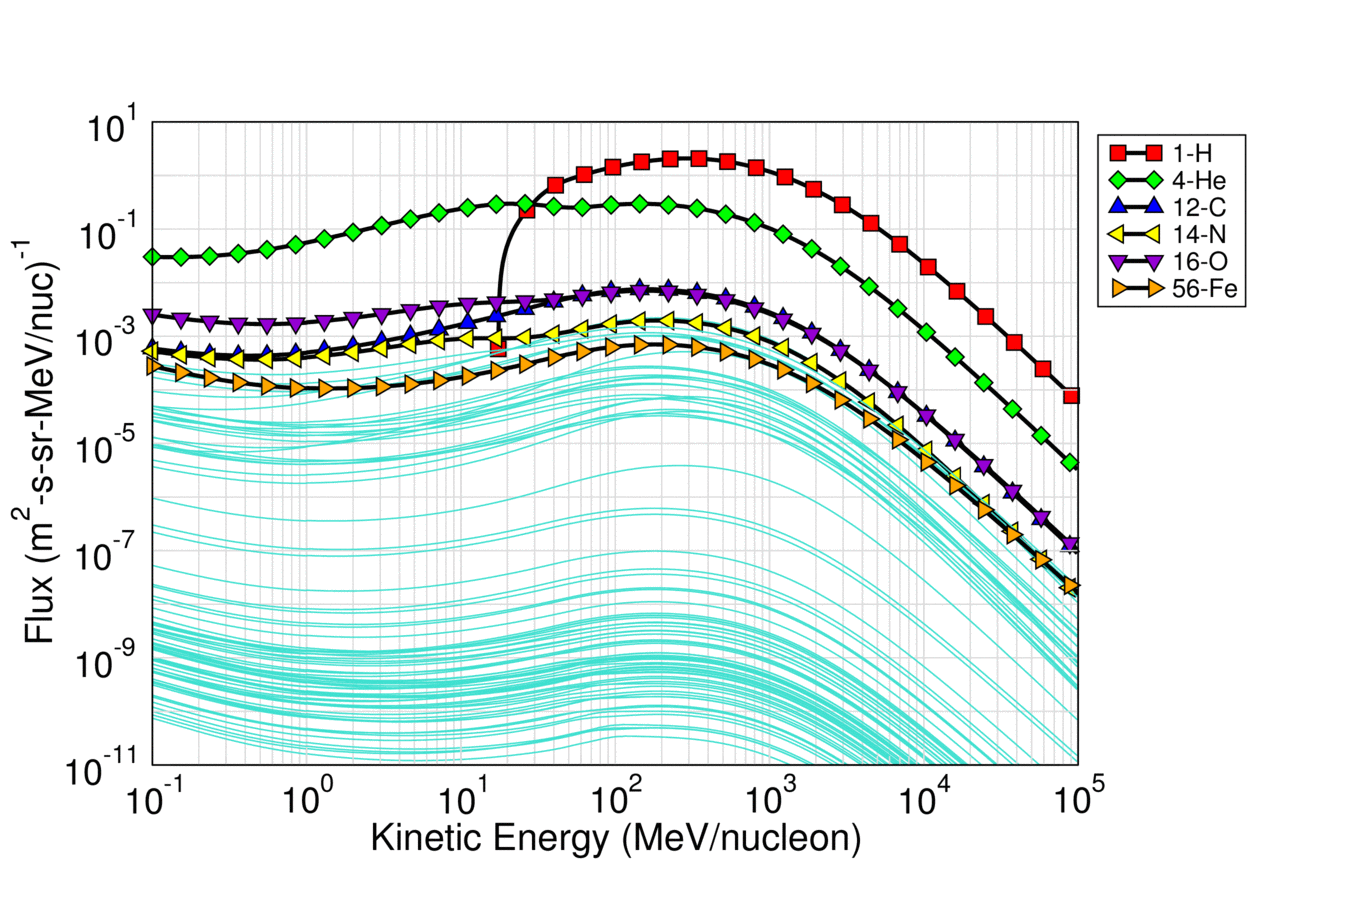 10^1
10^-1
10^-3
10^-5
10^-7
10^-9
10^-11
Flux (m^2-s-sr-MeV/nuc)^-1
10^-1 10^0 10^1 10^2 10^3 10^4 10^5
Kinetic Energy (MeV/nucleon)
1-H
4-He
12-C
14-N
16-O
56-Fe